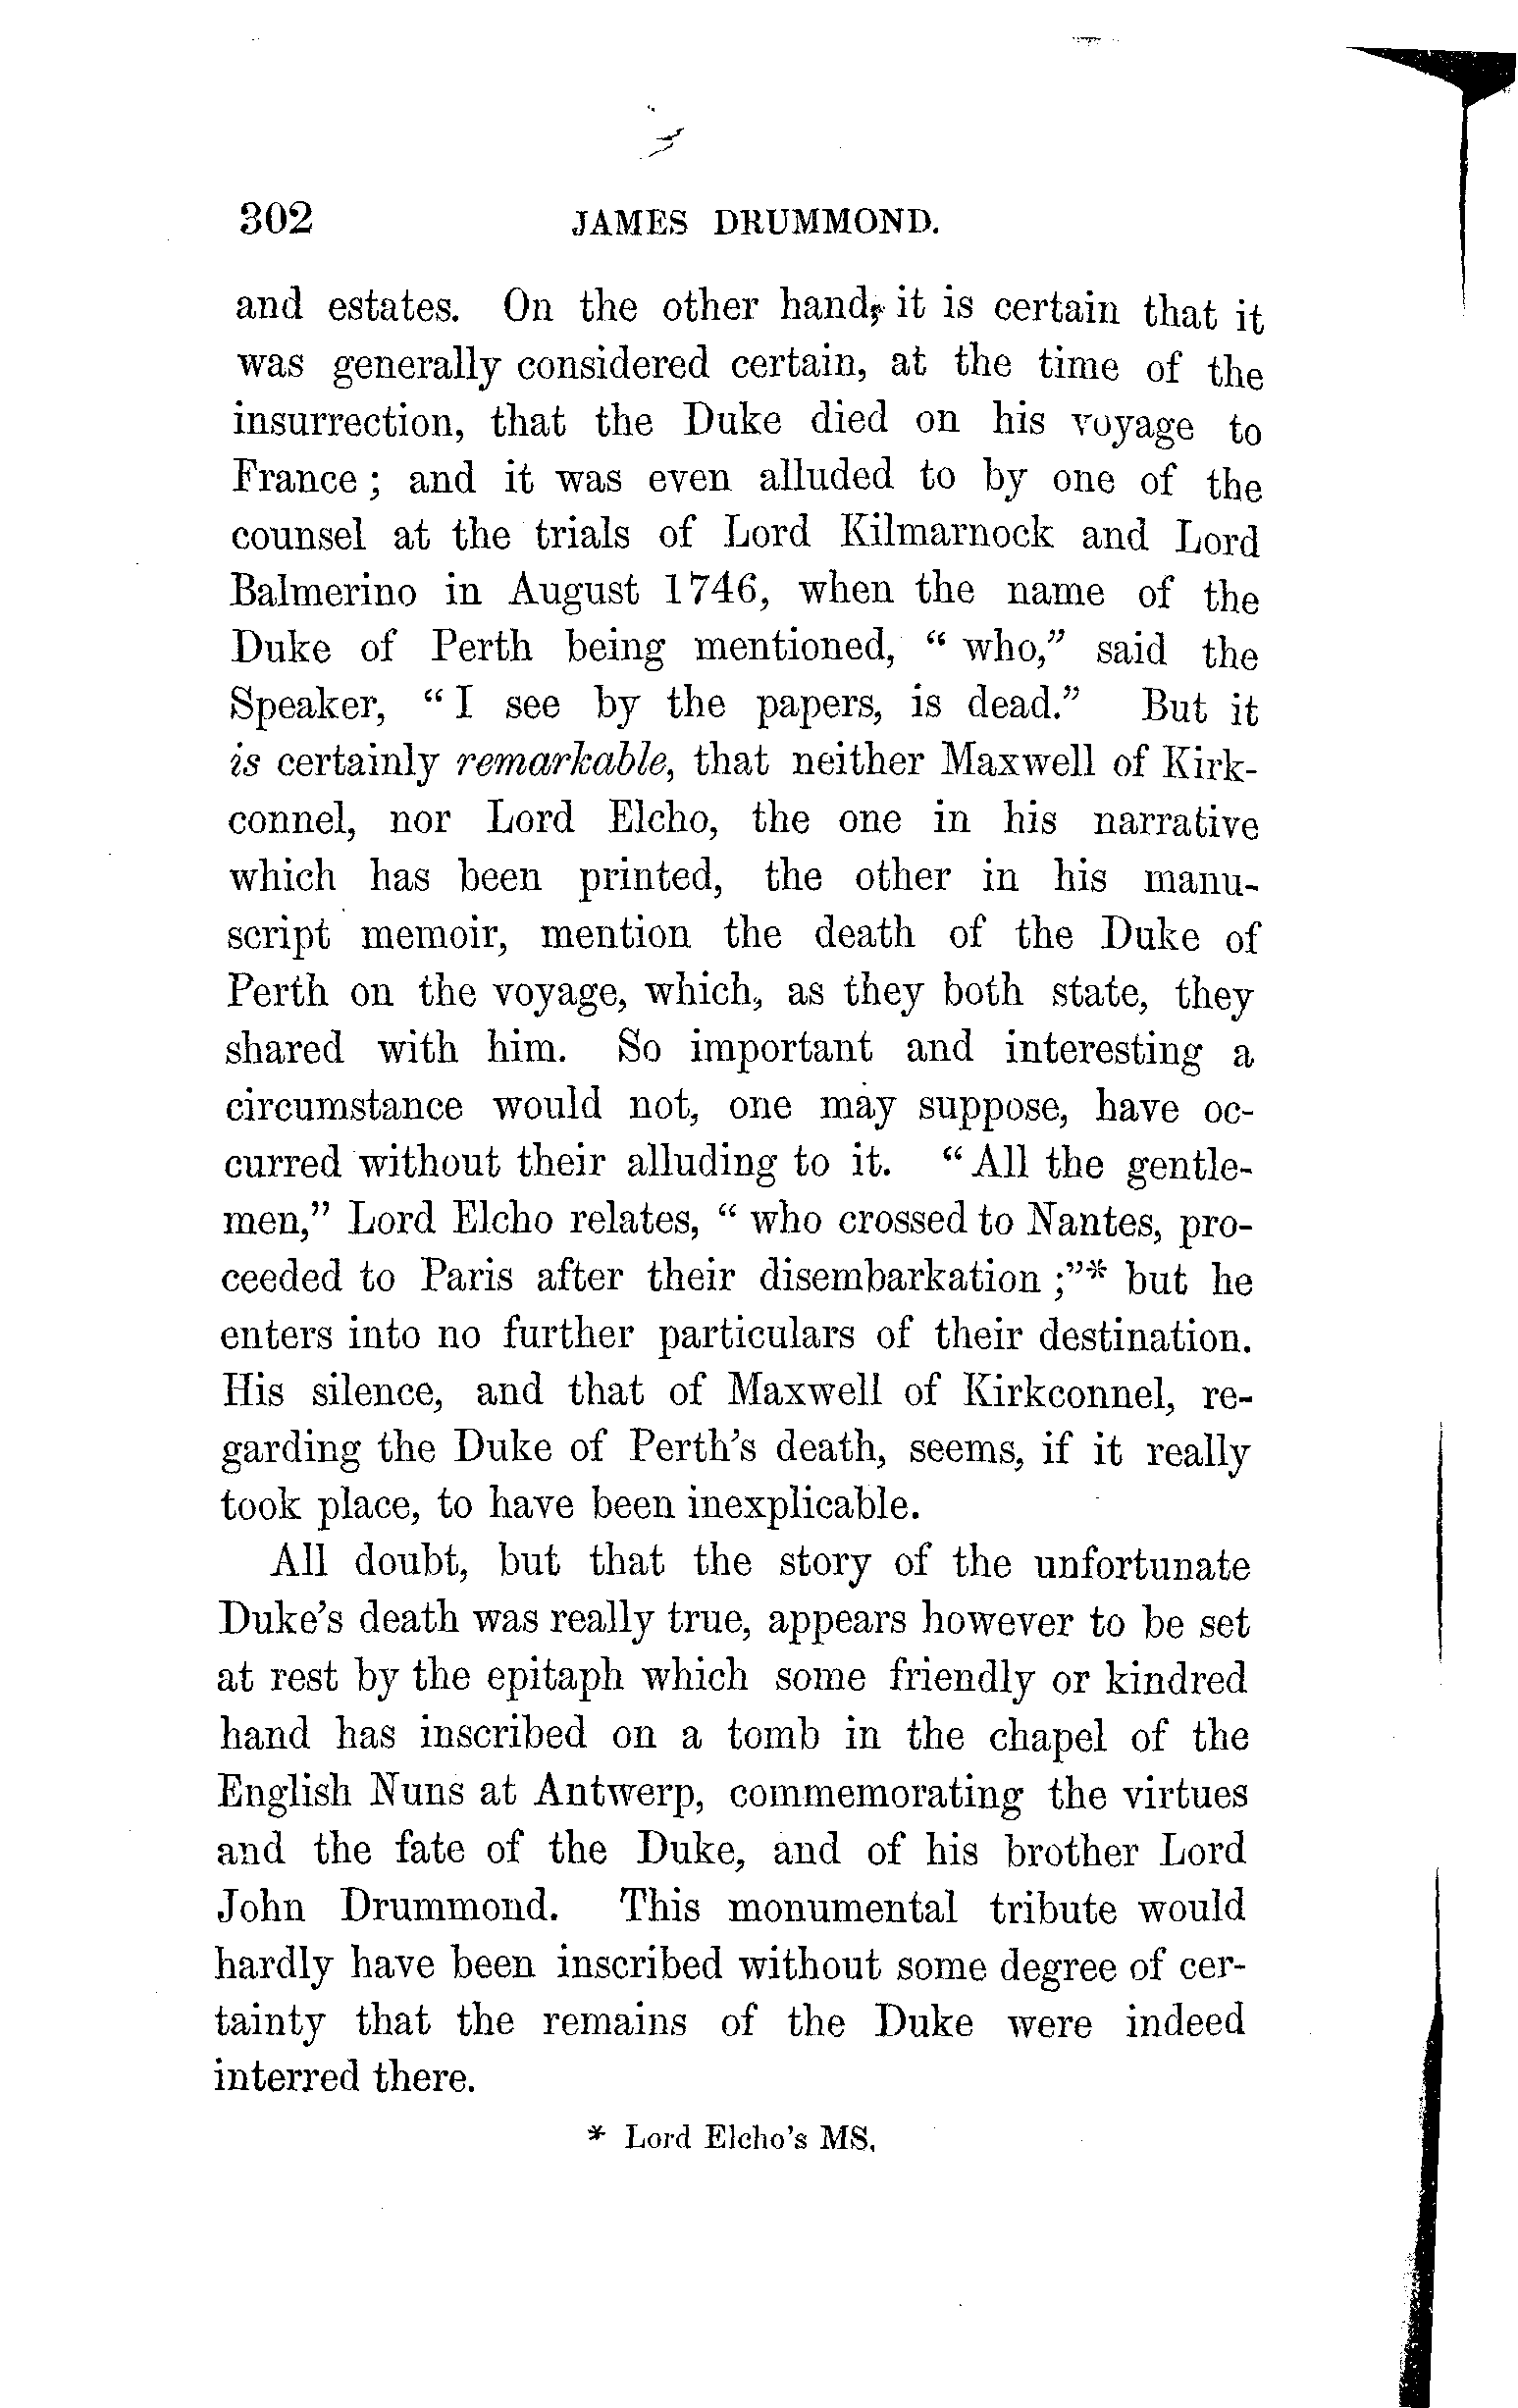 302 JAMES DRUMMOND.
and estates. On the other hand, it is certain that it
was generally considered certain, at the time of the
insurrection, that the Duke died on his voyage to
France ; and it was even alluded to by one of the
counsel at the trials of Lord Kilmarnock and Lord
Balmerino in August 1746, when the name of the
Duke of Perth being mentioned, “ who,” said the
Speaker, “ I see by the papers, is dead.” But it
is certainly remarkable, that neither Maxwell of Kirk-
connel, nor Lord Elcho, the one in his narrative
which has been printed, the other in his manu-
script memoir, mention the death of the Duke of
Perth on the voyage, which, as they both state, they
shared with him. So important and interesting a
circumstance would not, one may suppose, have oc-
curred without their alluding to it. “ All the gentle-
men,” Lord Elcho relates, “ who crossed to Nantes, pro-
ceeded to Paris after their disembarkation ;”* but he
enters into no further particulars of their destination.
His silence, and that of Maxwell of Kirkconnel, re-
garding the Duke of Perth’s death, seems, if it really
took place, to have been inexplicable.
All doubt, but that the story of the unfortunate
Duke’s death was really true, appears however to be set
at rest by the epitaph which some friendly or kindred
hand has inscribed on a tomb in the chapel of the
English Nuns at Antwerp, commemorating the virtues
and the fate of the Duke, and of his brother Lord
John Drummond. This monumental tribute would
hardly have been inscribed without some degree of cer-
tainty that the remains of the Duke were indeed
interred there.
* Lord Elcho’s MS.